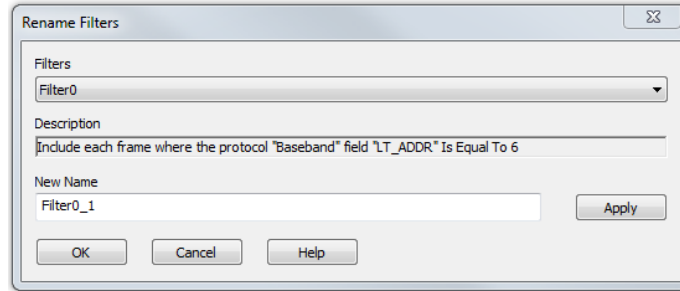 Rename Filters
Filters
Filter0
Description
Include each frame where the protocol "Baseband" field "LT_ADDR" Is Equal To 6
New Name
Filter0_1
Apply
OK Cancel Help